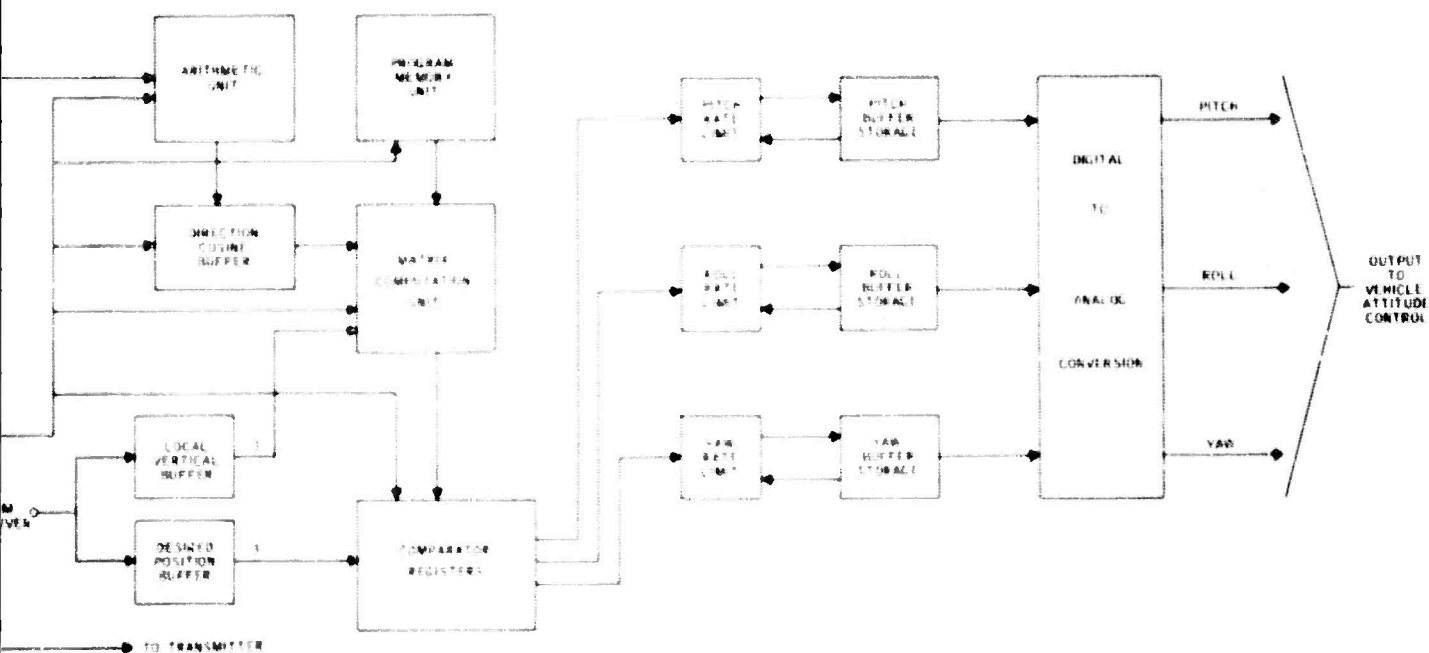 ARITHMETIC
UNIT
PROGRAM
MEMORY
UNIT
DIRECTION
COSINE
BUFFER
MATRIX
COMPUTATION
UNIT
LOCAL
VERTICAL
BUFFER
3
DESIRED
POSITION
BUFFER
3
COMPARATOR
REGISTERS
TO TRANSMITTER
PITCH
RATE
LIMIT
PITCH
BUFFER
STORAGE
ROLL
RATE
LIMIT
ROLL
BUFFER
STORAGE
YAW
RATE
LIMIT
YAW
BUFFER
STORAGE
DIGITAL
TO
ANALOG
CONVERSION
PITCH
ROLL
YAW
OUTPUT
TO
VEHICLE
ATTITUDE
CONTROL